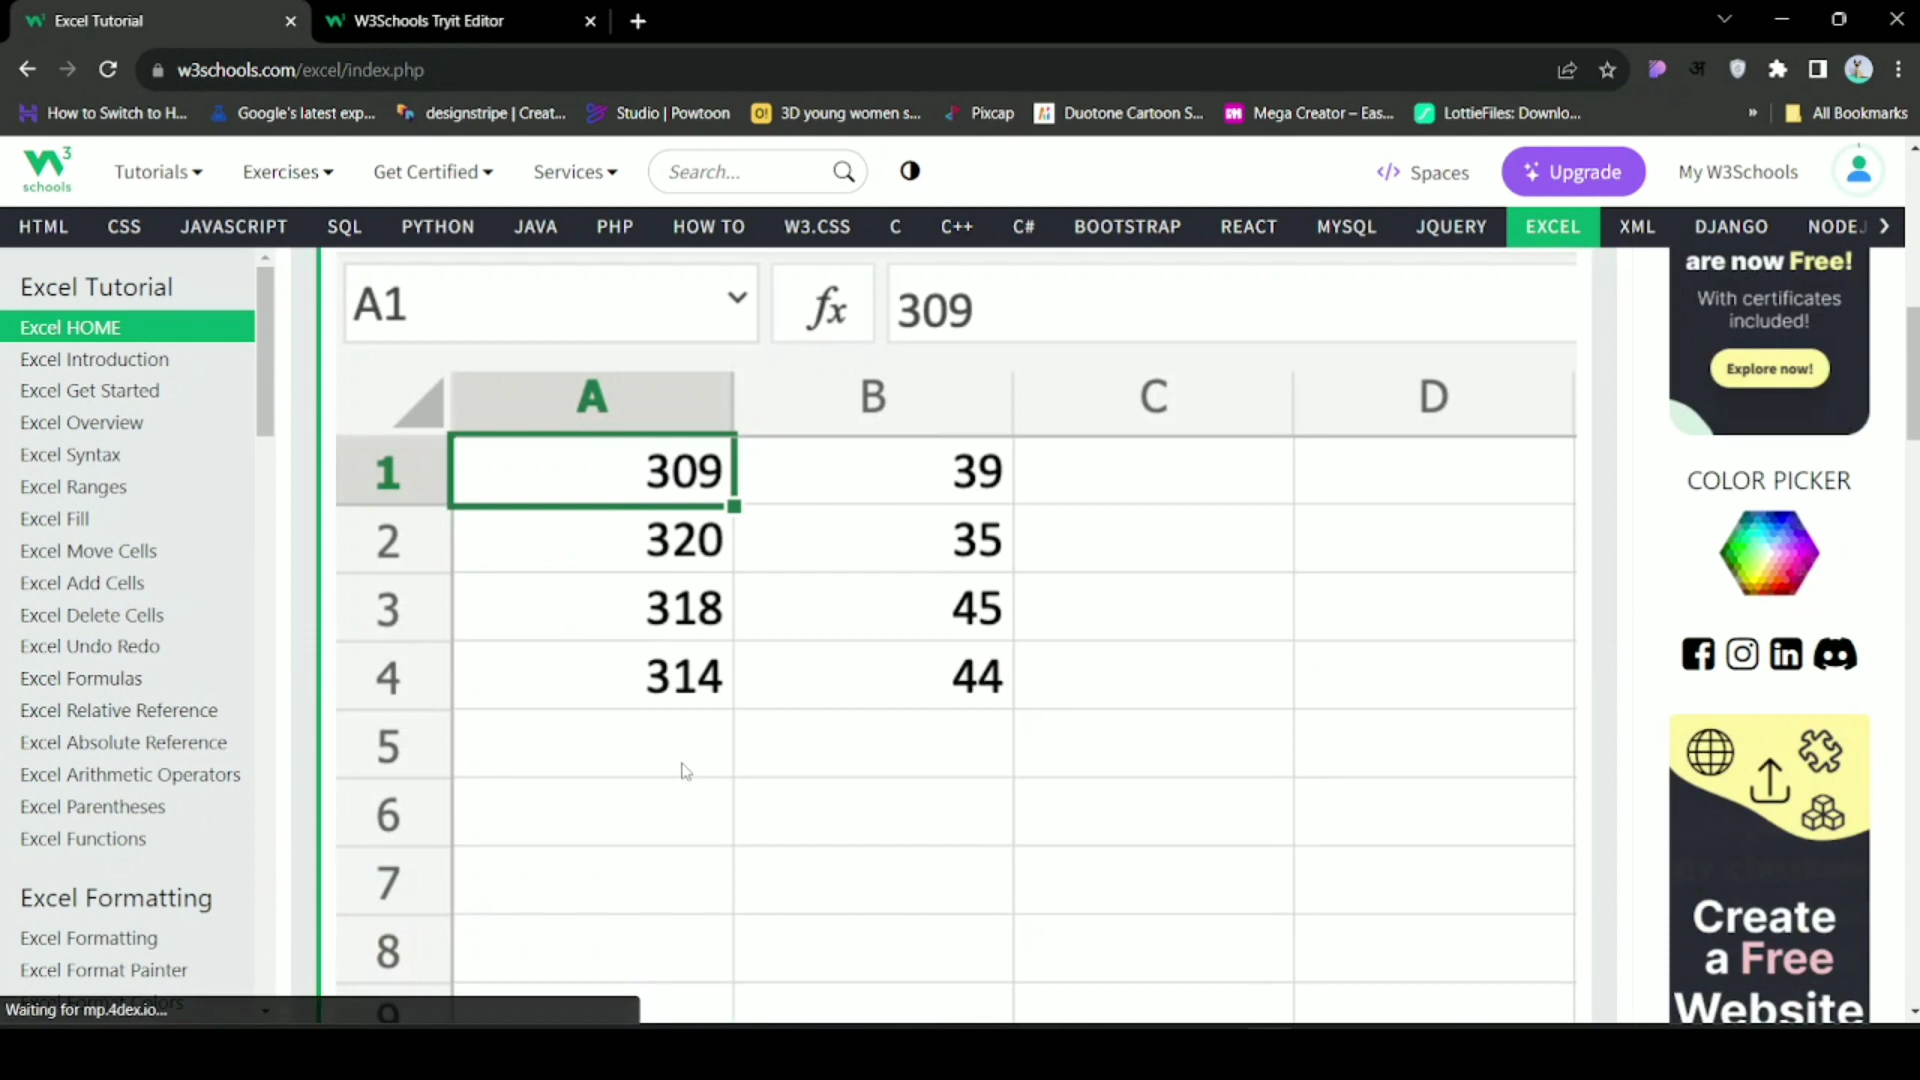 Excel Tutorial
W3Schools Tryit Editor
w3schools.com/excel/index.php
How to Switch to H...
Google's latest exp...
designstripe | Creat...
Studio | Powtoon
3D young women s...
Pixcap
Duotone Cartoon S...
Mega Creator – Eas...
LottieFiles: Downlo...
»
All Bookmarks
3
schools
Tutorials
Exercises
Get Certified
Services
Search...
</> Spaces
Upgrade
My W3Schools
HTML CSS JAVASCRIPT SQL PYTHON JAVA PHP HOW TO W3.CSS C C++ C# BOOTSTRAP REACT MYSQL JQUERY EXCEL XML DJANGO NODEJ
Excel Tutorial
Excel HOME
Excel Introduction
Excel Get Started
Excel Overview
Excel Syntax
Excel Ranges
Excel Fill
Excel Move Cells
Excel Add Cells
Excel Delete Cells
Excel Undo Redo
Excel Formulas
Excel Relative Reference
Excel Absolute Reference
Excel Arithmetic Operators
Excel Parentheses
Excel Functions
Excel Formatting
Excel Formatting
Excel Format Painter
Waiting for mp.4dex.io...
A1 fx 309
A B C D
1 309 39
2 320 35
3 318 45
4 314 44
5
6
7
8
9
are now Free!
With certificates
included!
Explore now!
COLOR PICKER
Create
a Free
Website